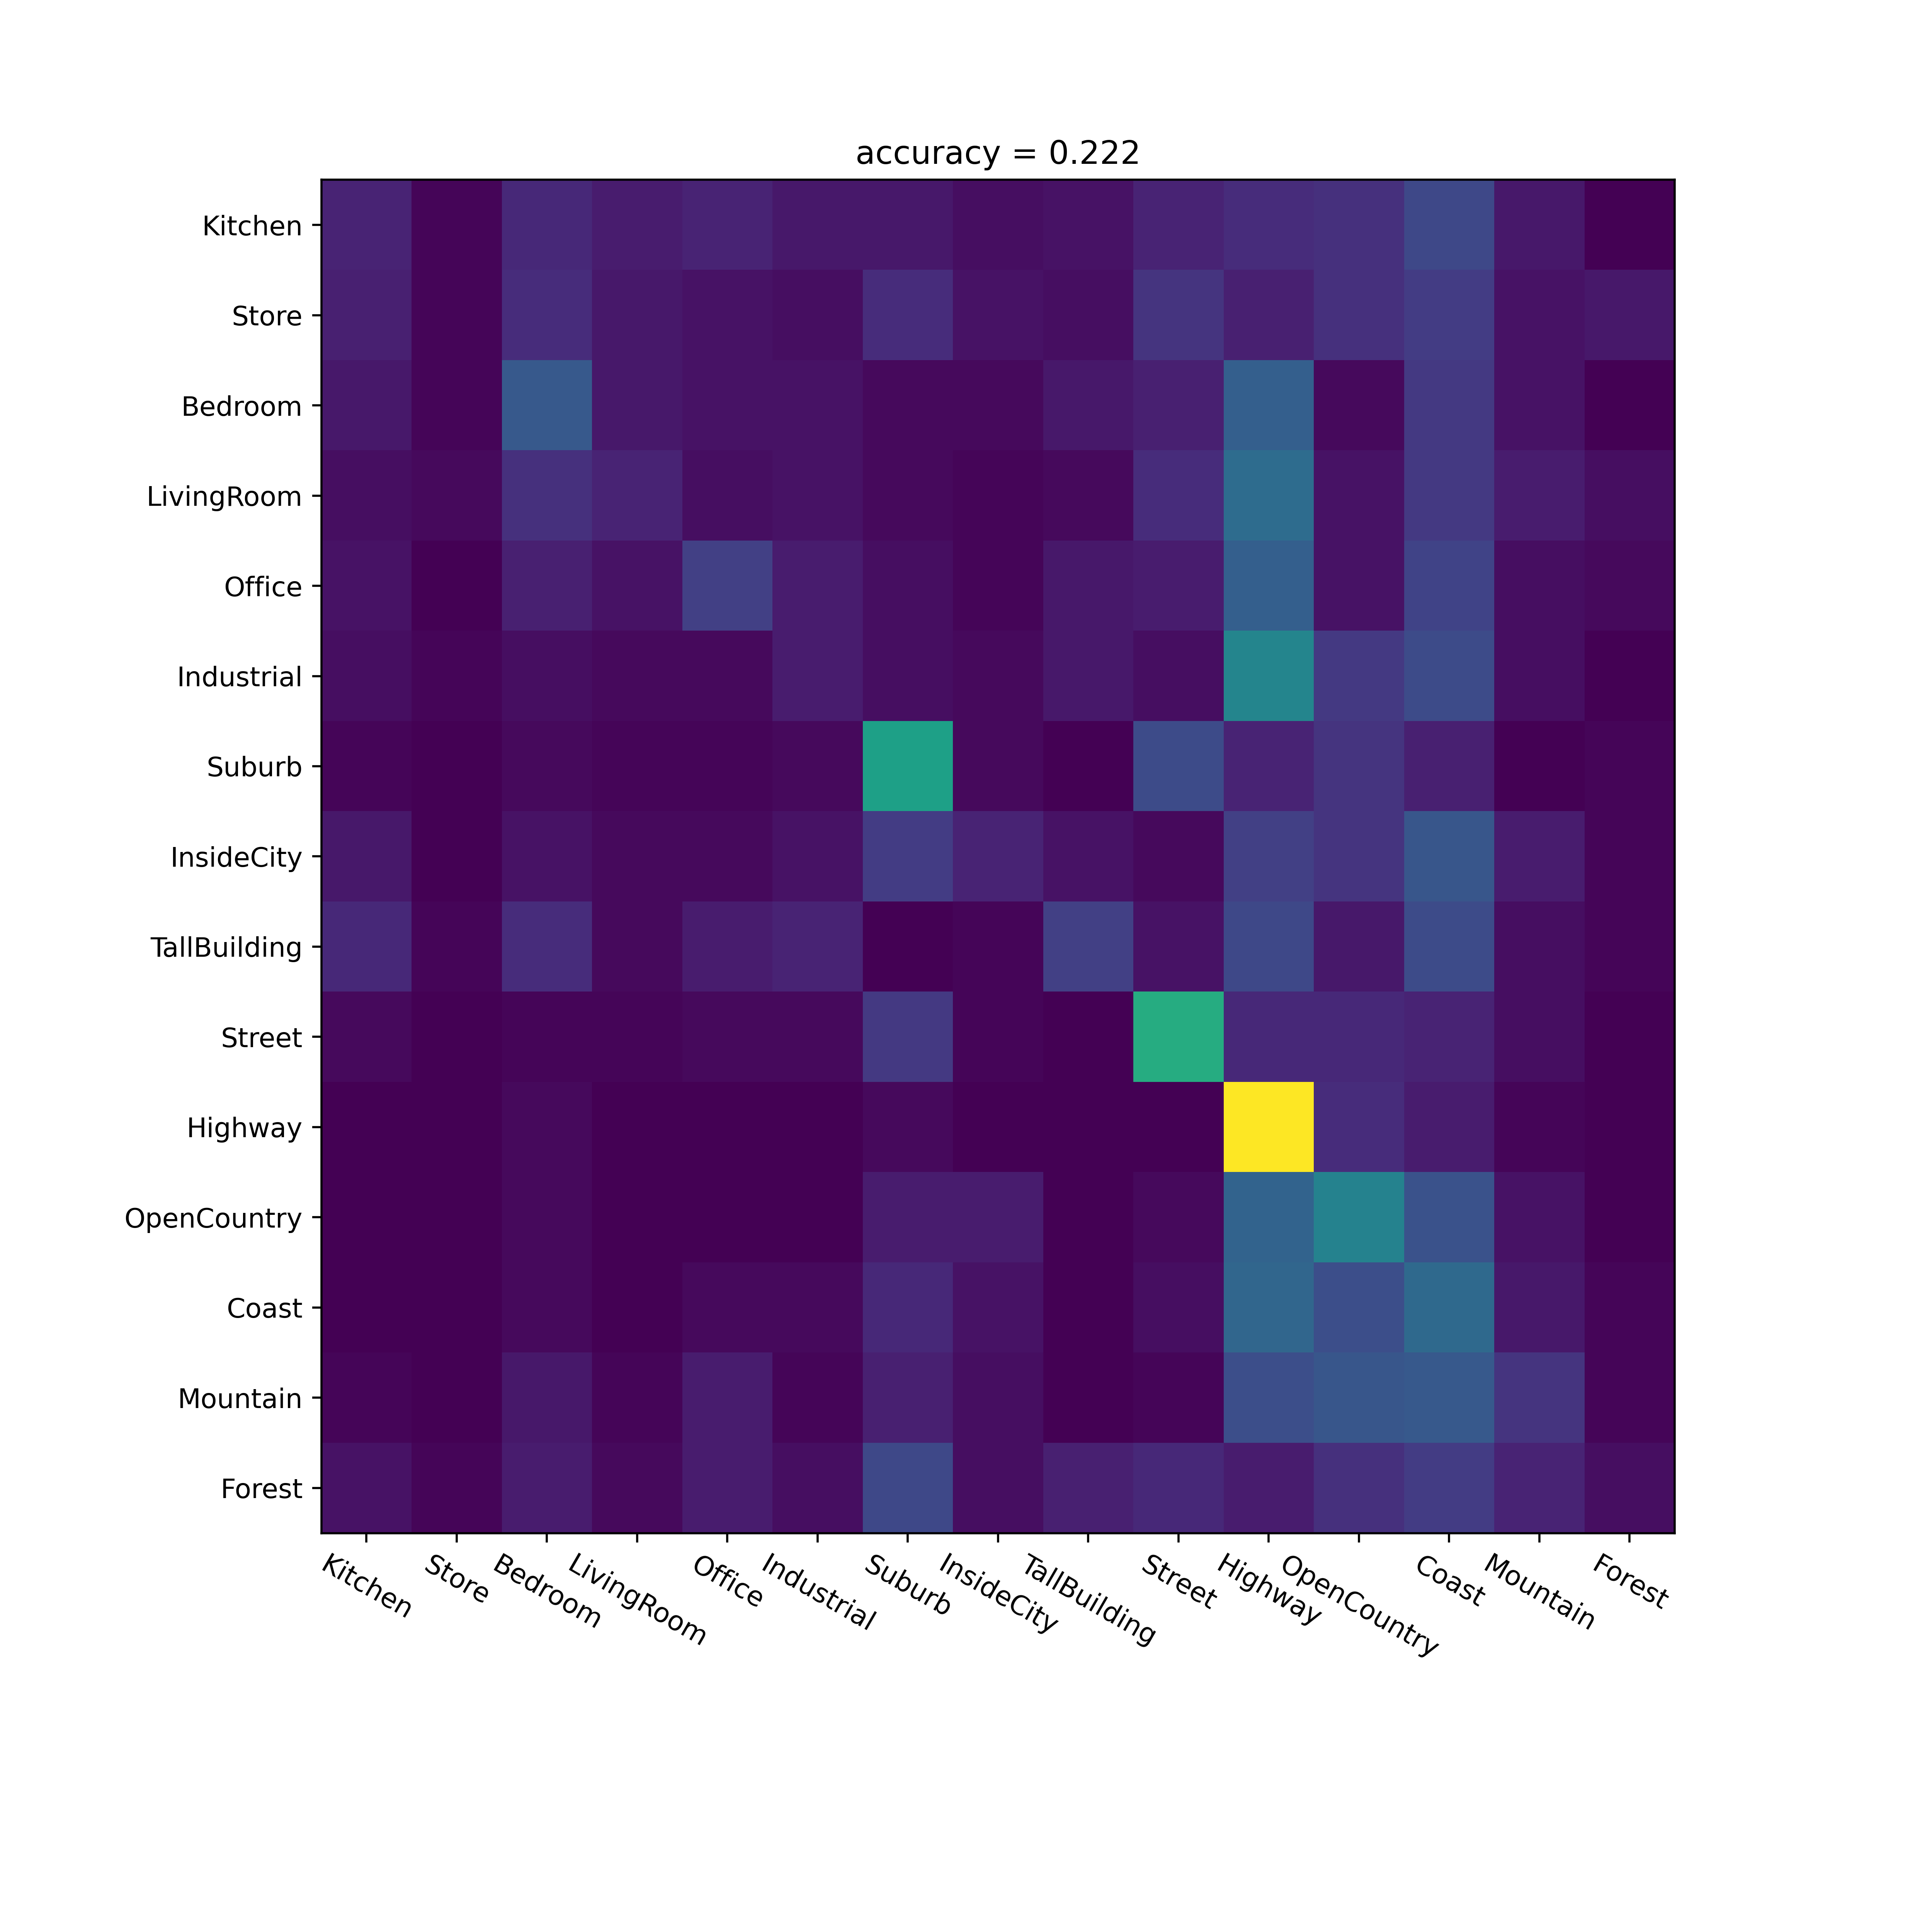 accuracy = 0.222
Kitchen
Store
Bedroom
LivingRoom
Office
Industrial
Suburb
InsideCity
TallBuilding
Street
Highway
OpenCountry
Coast
Mountain
Forest
Kitchen
Store
Bedroom
LivingRoom
Office
Industrial
Suburb
InsideCity
TallBuilding
Street
Highway
OpenCountry
Coast
Mountain
Forest